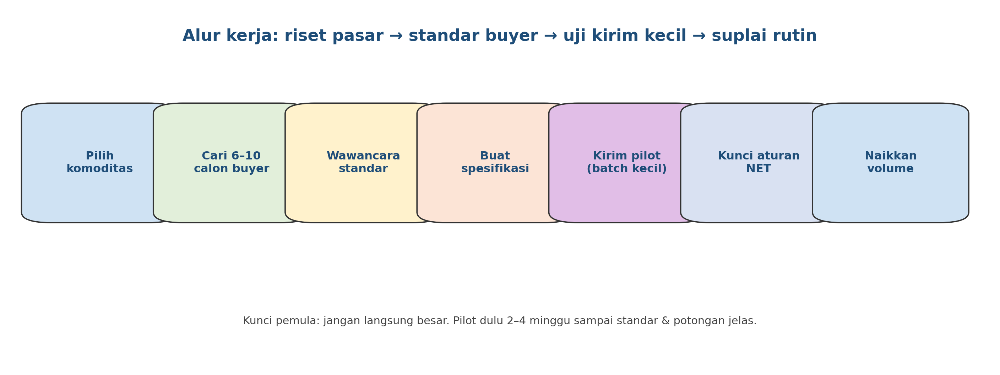 Alur kerja: riset pasar → standar buyer → uji kirim kecil → suplai rutin
Pilih
komoditas
Cari 6–10
calon buyer
Wawancara
standar
Buat
spesifikasi
Kirim pilot
(batch kecil)
Kunci aturan
NET
Naikkan
volume
Kunci pemula: jangan langsung besar. Pilot dulu 2–4 minggu sampai standar & potongan jelas.